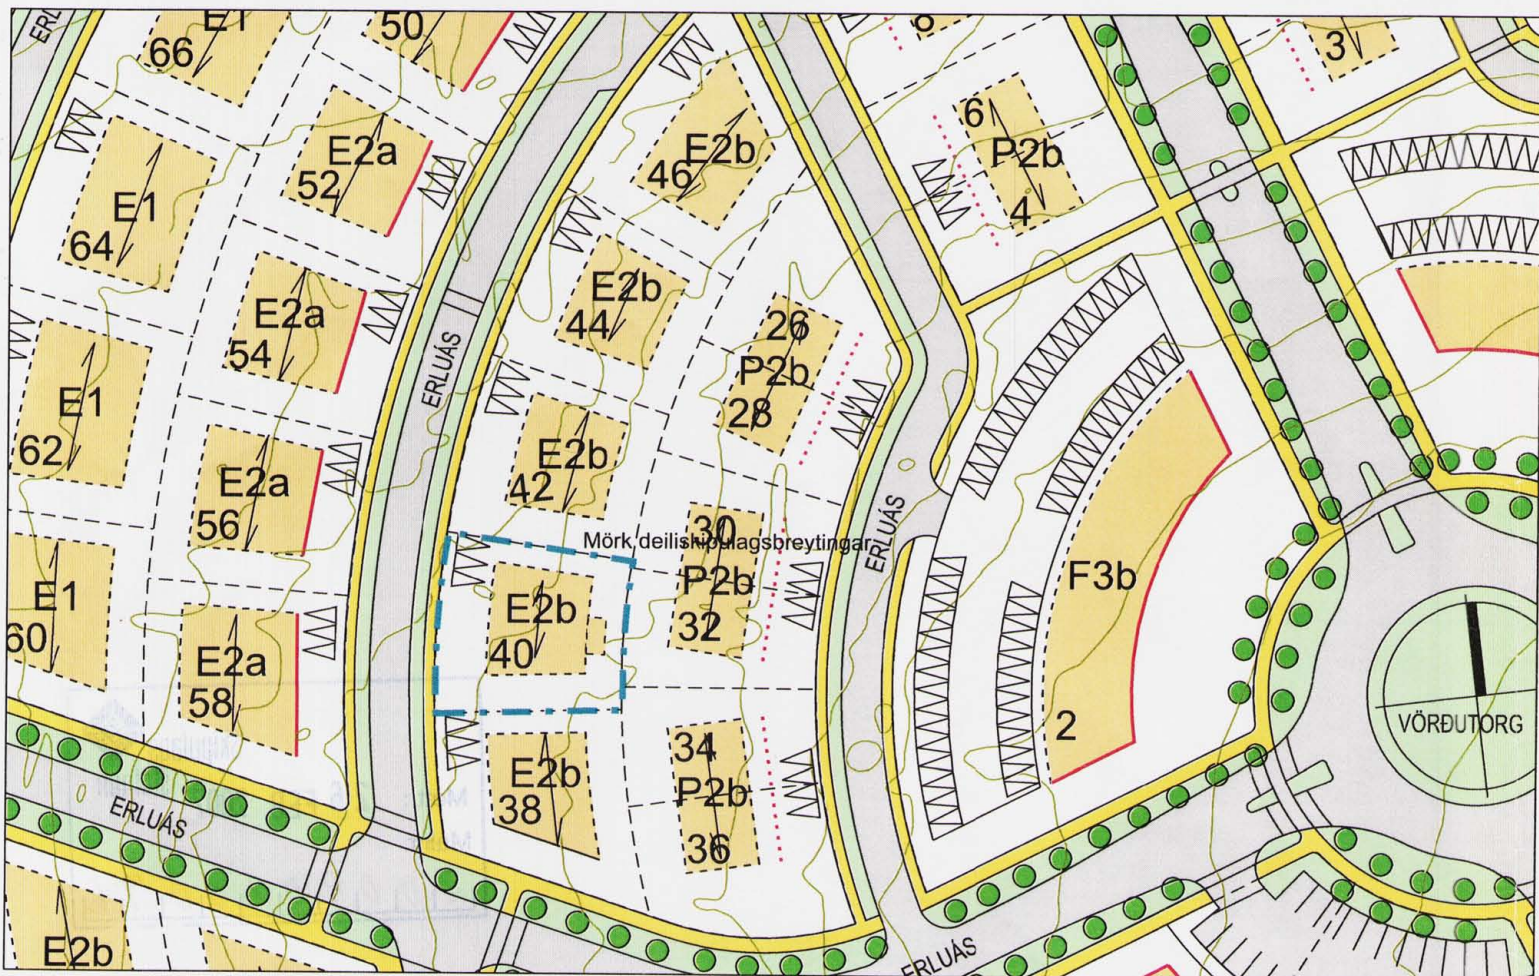 ERLUÁS
E1
66
50
8
3
E2a
52
E2b
46
6
P2b
4
E1
64
E2a
54
E2b
44
26
P2b
28
ERLUÁS
E1
62
E2a
56
E2b
42
ERLUÁS
Mörk deiliskipulagsbreytingar
30
P2b
32
F3b
2
E1
60
E2b
40
E2a
58
VÖRÐUTORG
34
P2b
36
E2b
38
ERLUÁS
E2b
ERLUÁS